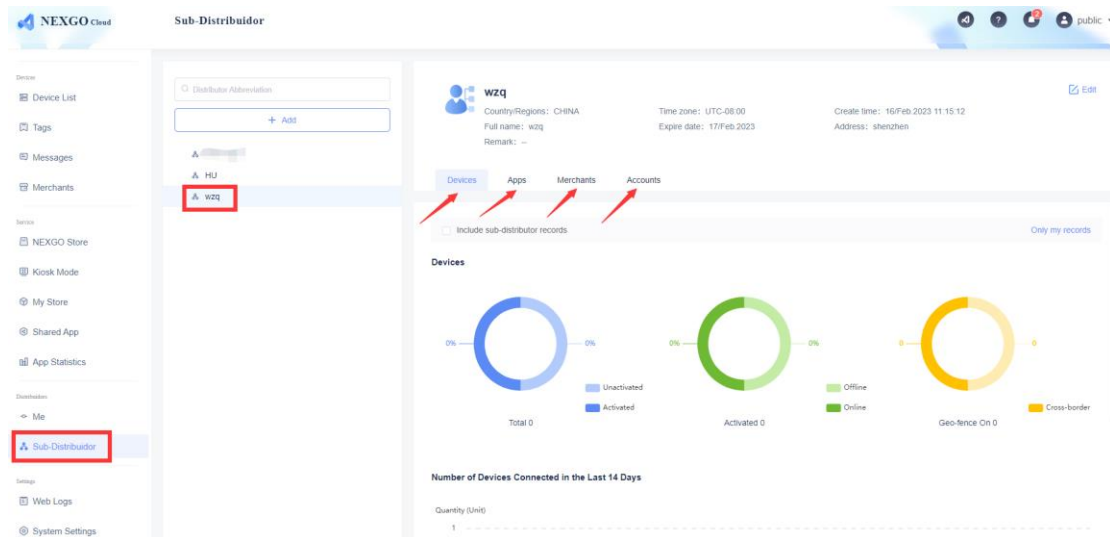 NEXGO Cloud
Sub-Distribuidor
? 2 public
Devices
Device List
Tags
Messages
Merchants
Service
NEXGO Store
Kiosk Mode
My Store
Shared App
App Statistics
Distribuidors
Me
Sub-Distribuidor
Settings
Web Logs
System Settings
Distributor Abbreviation
+ Add
HU
wzq
wzq
Edit
Country/Regions: CHINA Time zone: UTC-08:00 Create time: 16/Feb.2023 11:15:12
Full name: wzq Expire date: 17/Feb.2023 Address: shenzhen
Remark: --
Devices Apps Merchants Accounts
Include sub-distributor records Only my records
Devices
0% 0% 0% 0% 0 0
Unactivated Offline
Activated Online Cross-border
Total 0 Activated 0 Geo-fence On 0
Number of Devices Connected in the Last 14 Days
Quantity (Unit)
1